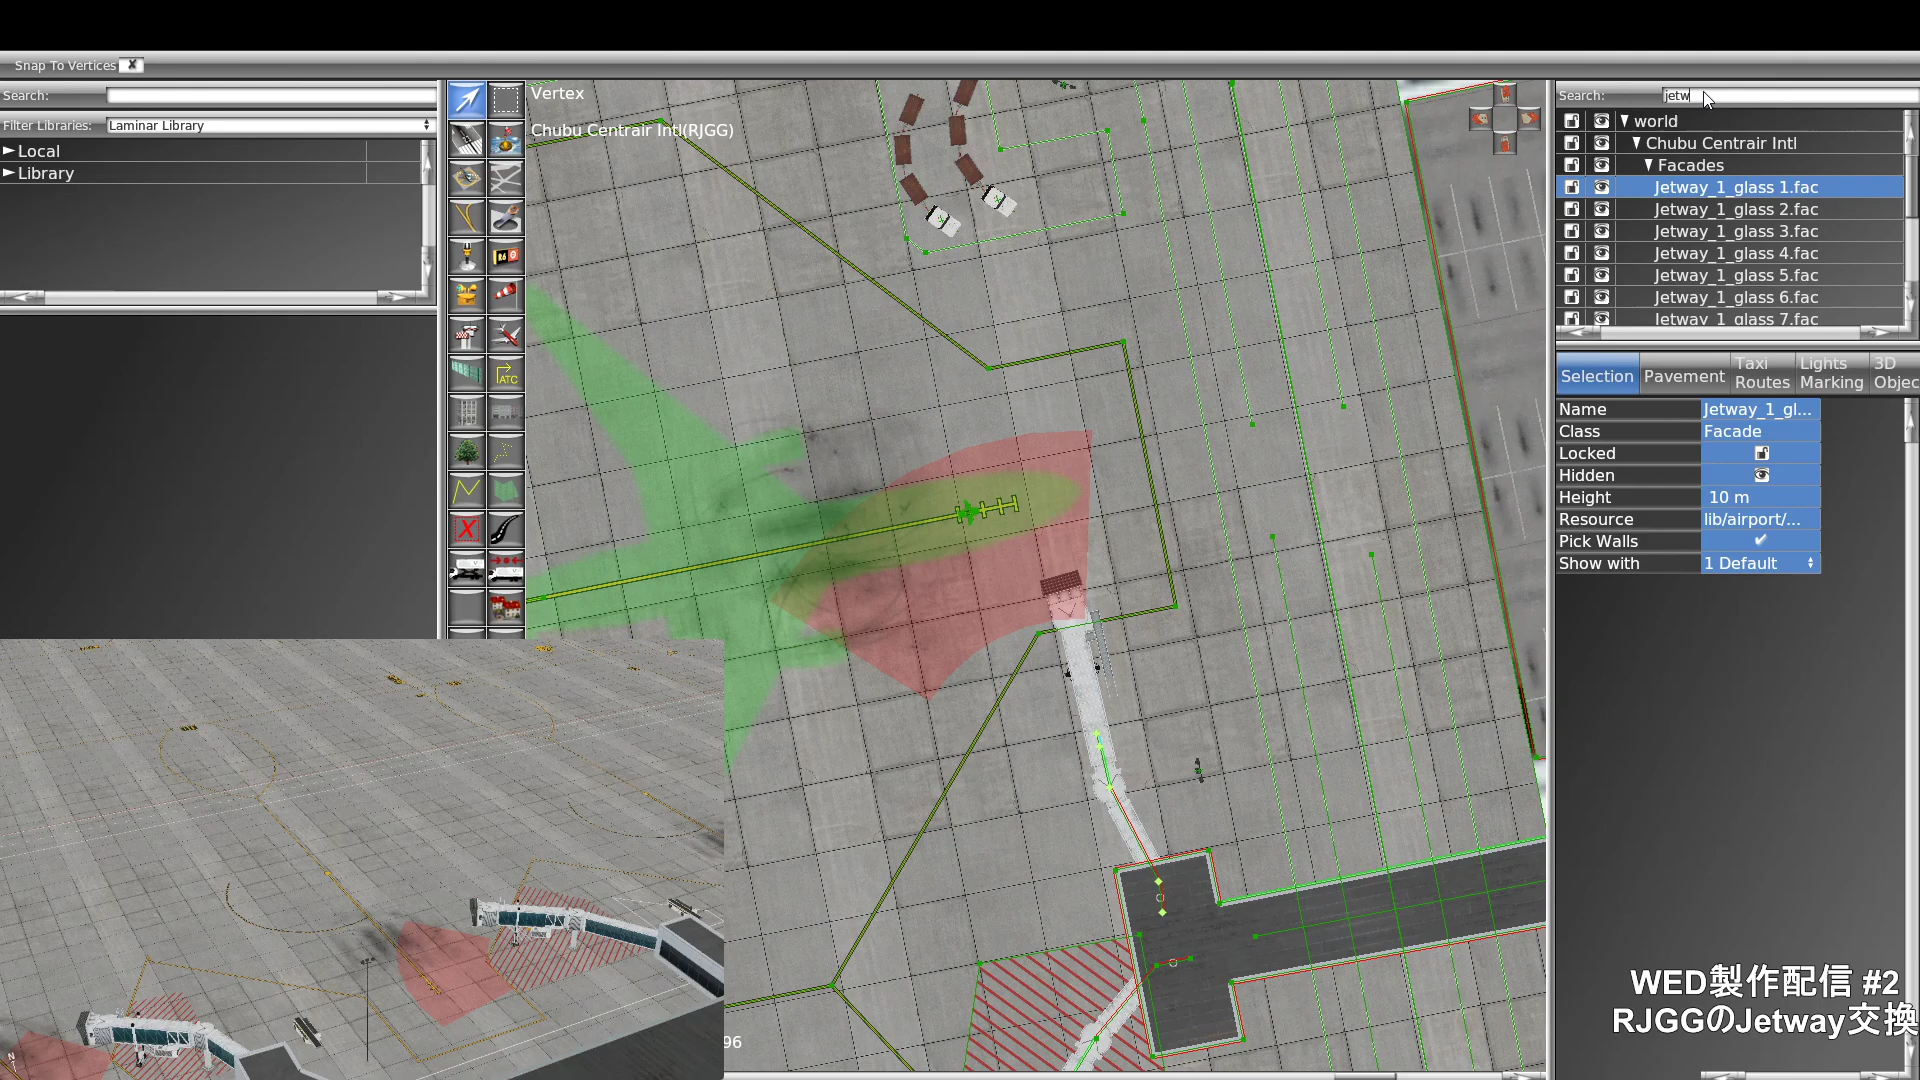 Snap To Vertices
Search:
Filter Libraries: Laminar Library
Local
Library
Vertex
Chubu Centrair Intl(RJGG)
R6
ATC
96
Search: jetw
world
Chubu Centrair Intl
Facades
Jetway_1_glass 1.fac
Jetway_1_glass 2.fac
Jetway_1_glass 3.fac
Jetway_1_glass 4.fac
Jetway_1_glass 5.fac
Jetway_1_glass 6.fac
Jetway_1_glass 7.fac
Selection Pavement Taxi Routes Lights Marking 3D Objec
Name Jetway_1_gl...
Class Facade
Locked
Hidden
Height 10 m
Resource lib/airport/...
Pick Walls
Show with 1 Default
WED製作配信 #2
RJGGのJetway交換